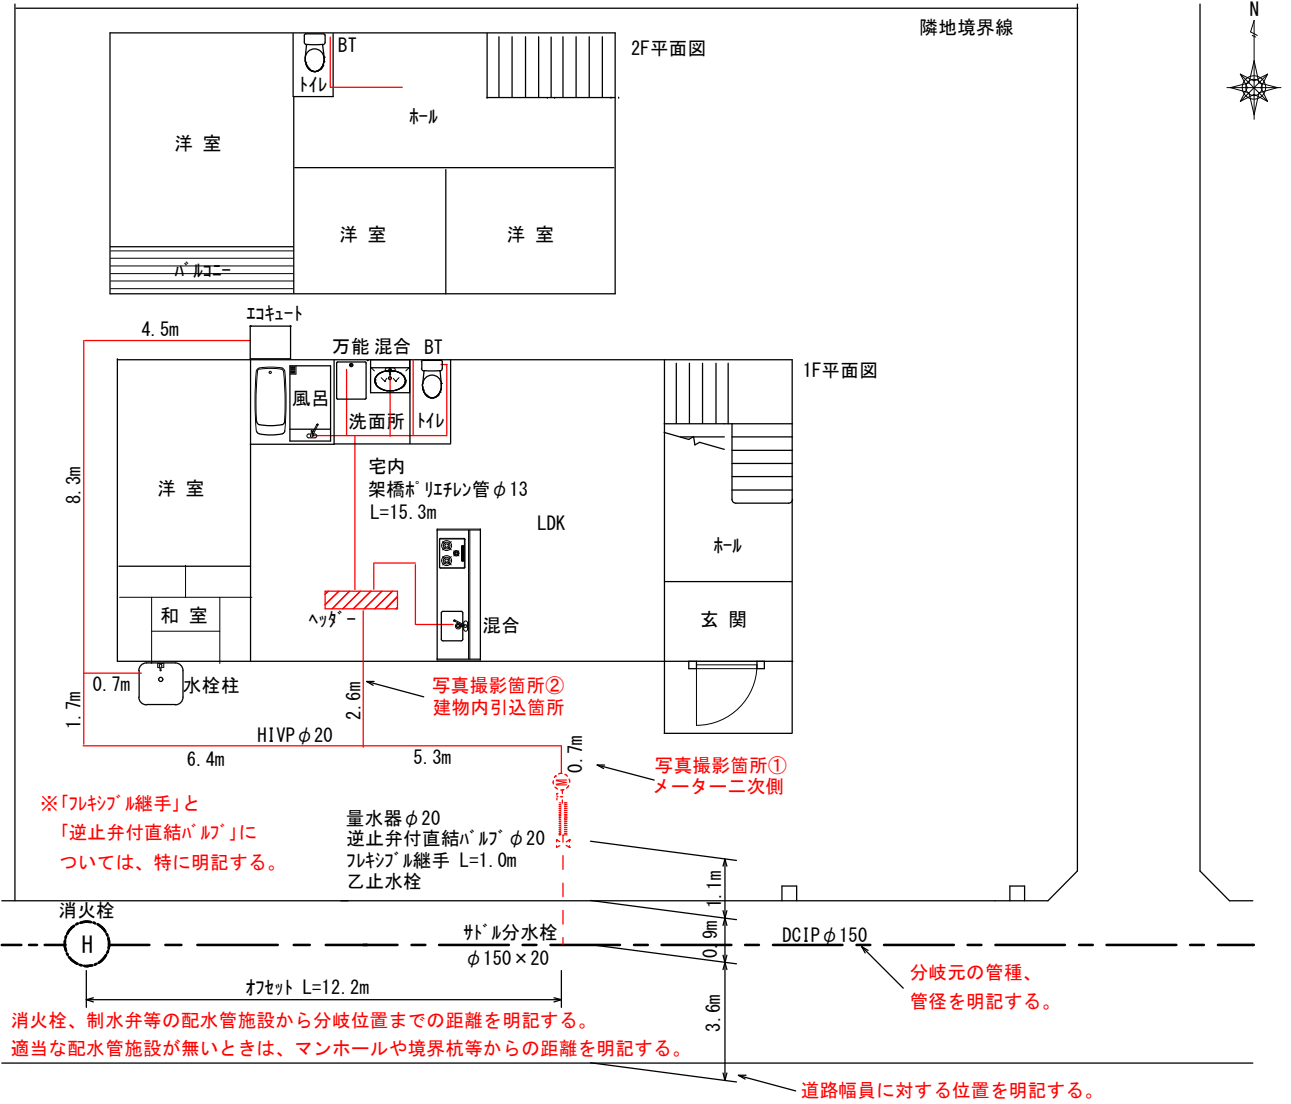 隣地境界線
N
BT
2F平面図
ﾄｲﾚ
ﾎｰﾙ
洋 室
洋 室
洋 室
ﾊﾞﾙｺﾆｰ
ｴｺｷｭｰﾄ
4.5m
万能 混合 BT
1F平面図
風呂
洗面所
ﾄｲﾚ
宅内
架橋ﾎﾟﾘｴﾁﾚﾝ管φ13
L=15.3m
8.3m
洋 室
LDK
ﾎｰﾙ
和 室
ﾍｯﾀﾞｰ
混合
玄 関
0.7m
水栓柱
1.7m
2.6m
写真撮影箇所②
建物内引込箇所
HIVPφ20
6.4m
5.3m
0.7m
写真撮影箇所①
メーター二次側
M
※｢ﾌﾚｷｼﾌﾞﾙ継手｣と
｢逆止弁付直結ﾊﾞﾙﾌﾞ｣に
ついては、特に明記する。
量水器φ20
逆止弁付直結ﾊﾞﾙﾌﾞφ20
ﾌﾚｷｼﾌﾞﾙ継手 L=1.0m
乙止水栓
1.1m
消火栓
H
ｻﾄﾞﾙ分水栓
φ150×20
0.9m
DCIPφ150
分岐元の管種、
管径を明記する。
ｵﾌｾｯﾄ L=12.2m
3.6m
消火栓、制水弁等の配水管施設から分岐位置までの距離を明記する。
適当な配水管施設が無いときは、マンホールや境界杭等からの距離を明記する。
道路幅員に対する位置を明記する。